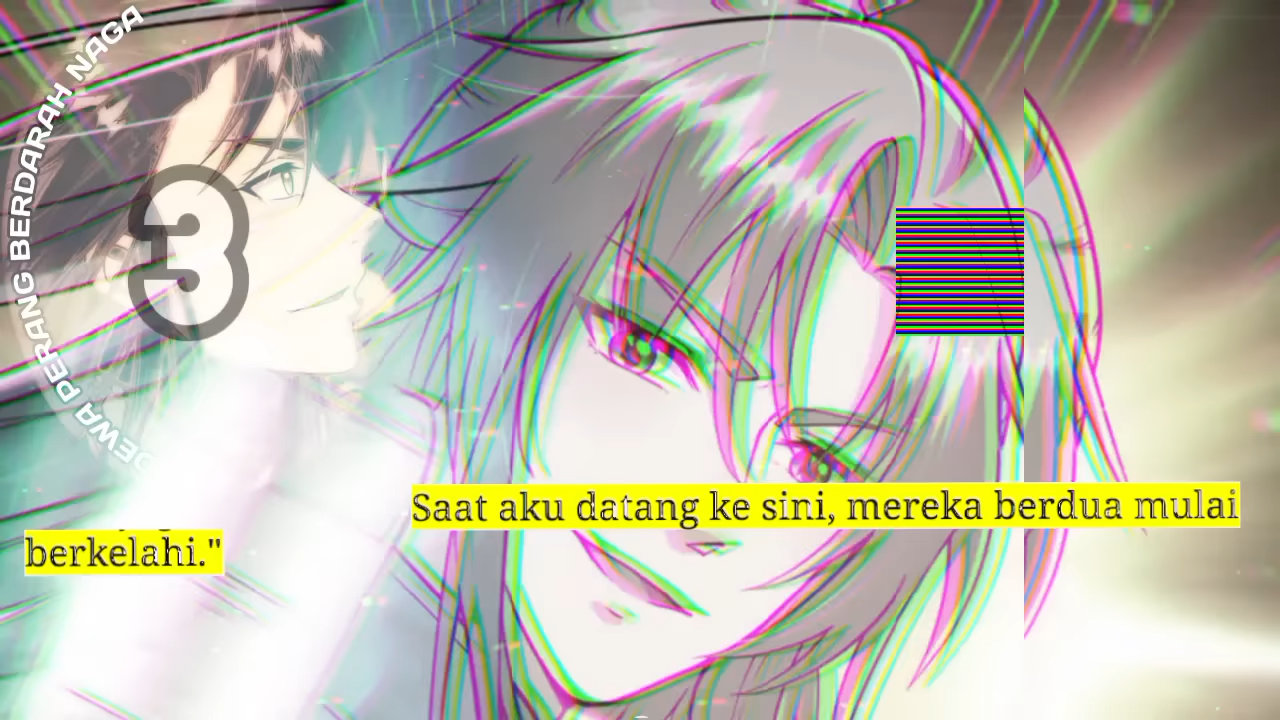 DEWA PERANG BERDARAH NAGA
3
Saat aku datang ke sini, mereka berdua mulai
berkelahi."